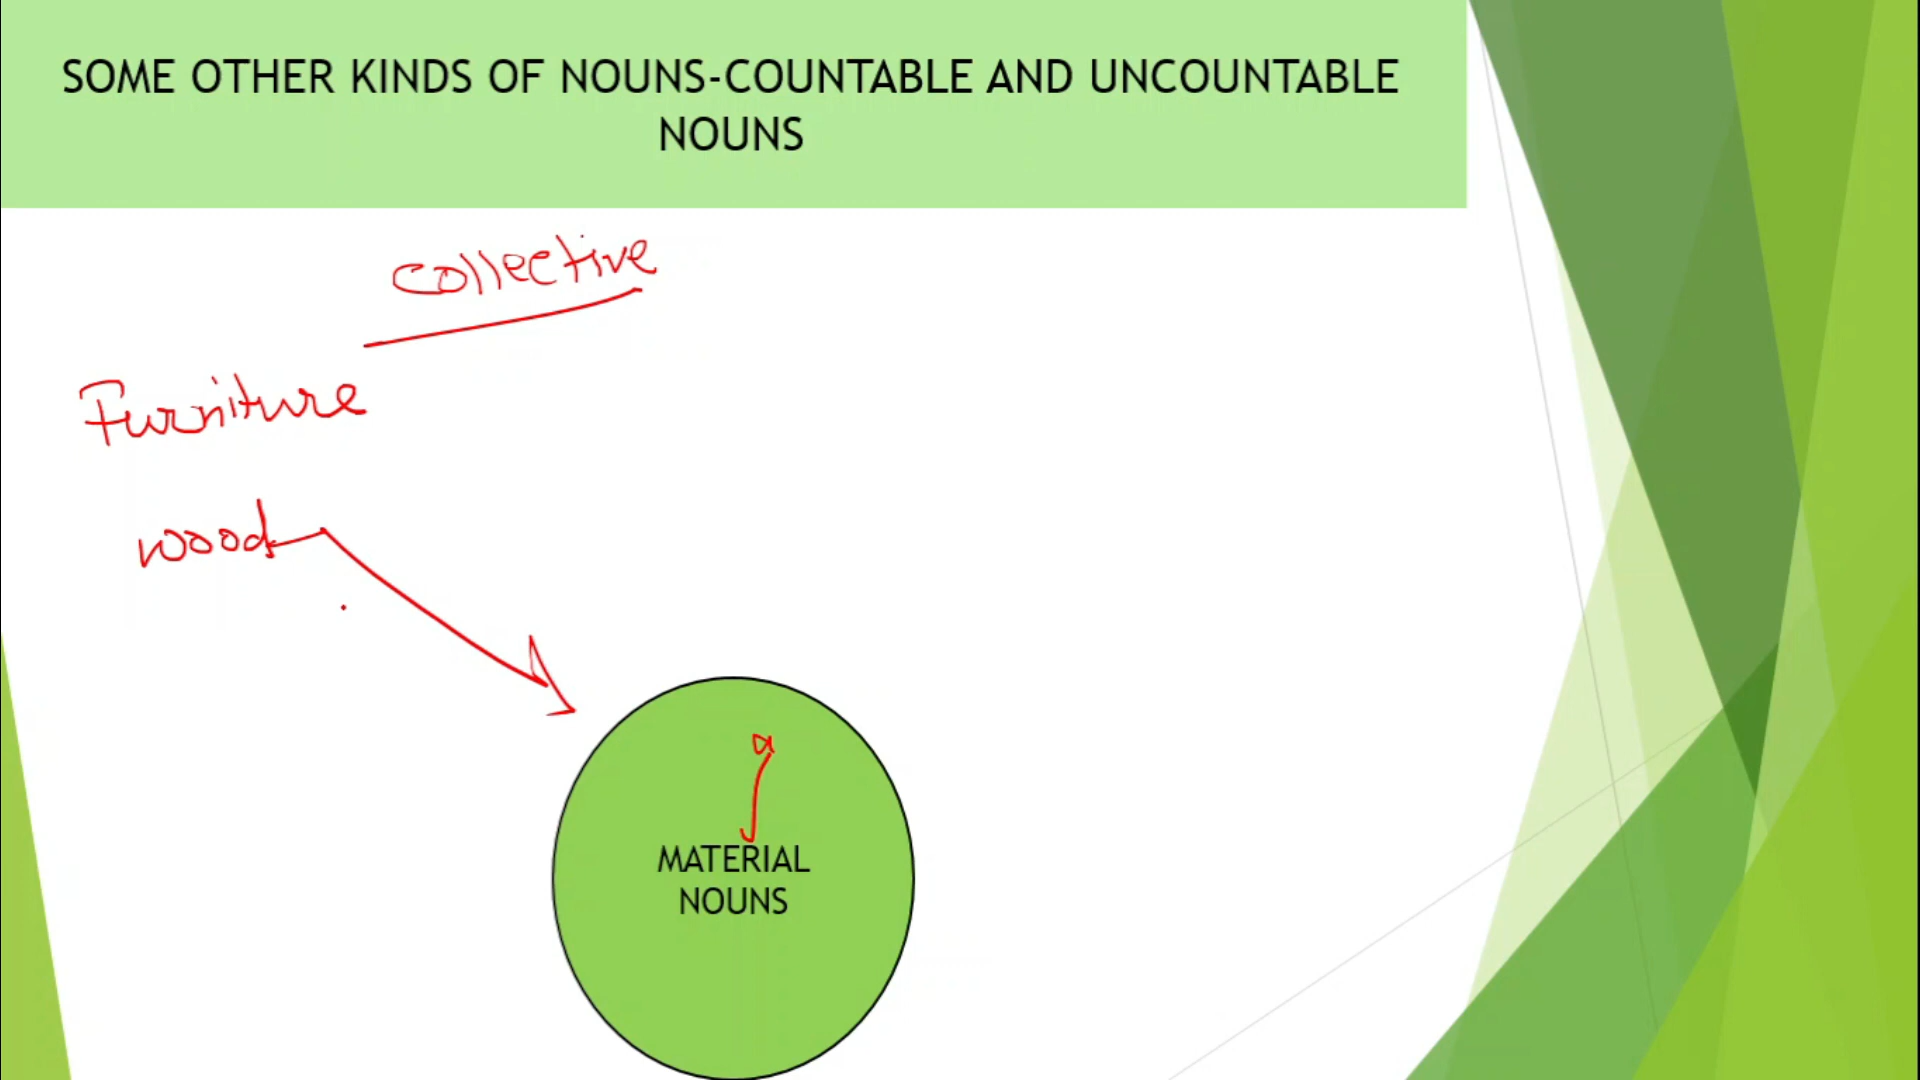 SOME OTHER KINDS OF NOUNS-COUNTABLE AND UNCOUNTABLE
NOUNS
collective
Furniture
wood
MATERIAL
NOUNS